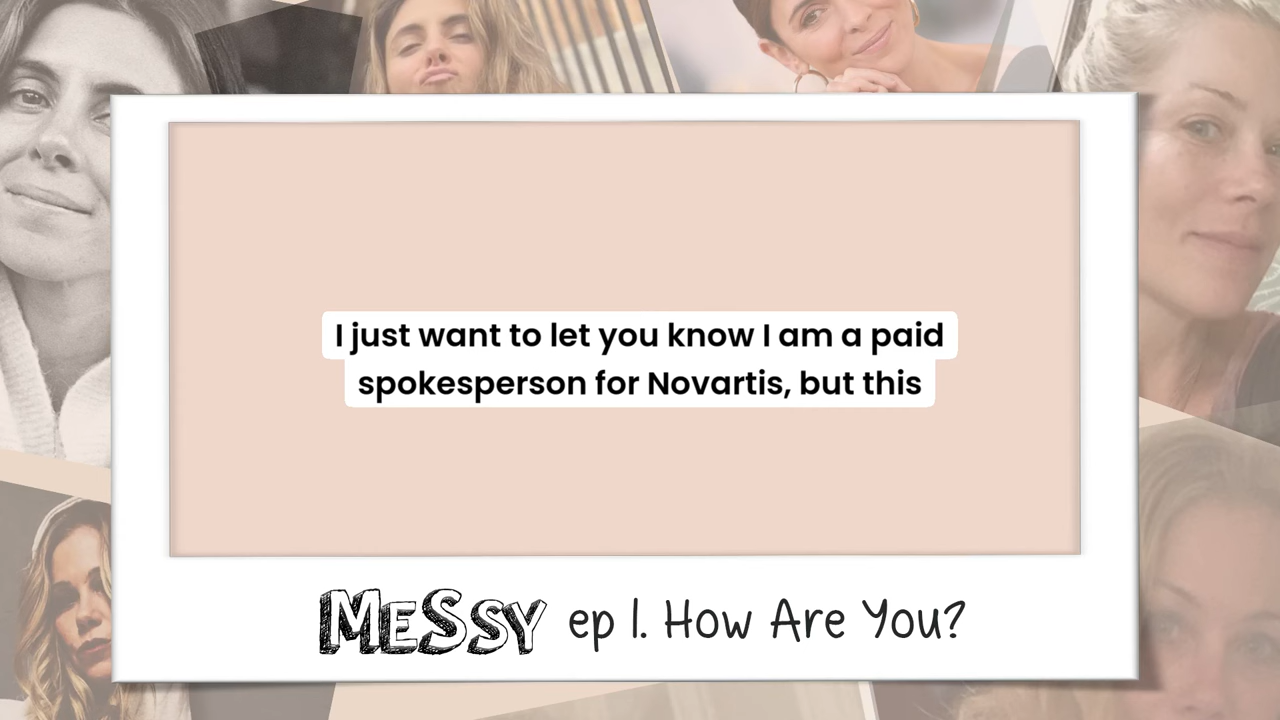 I just want to let you know I am a paid
spokesperson for Novartis, but this
MeSSY ep 1. How Are You?